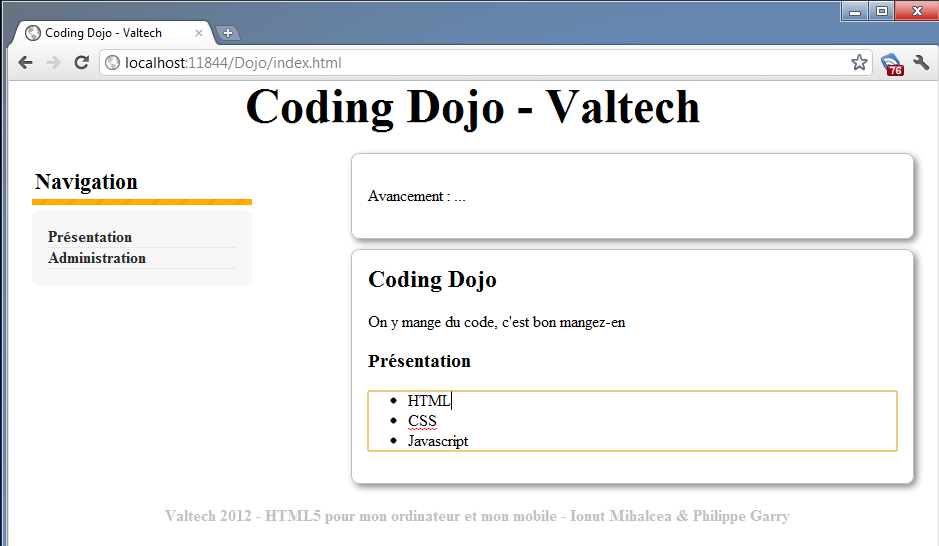 Coding Dojo - Valtech
localhost:11844/Dojo/index.html
76
Coding Dojo - Valtech
Navigation
Présentation
Administration
Avancement : ...
Coding Dojo
On y mange du code, c'est bon mangez-en
Présentation
HTML
CSS
Javascript
Valtech 2012 - HTML5 pour mon ordinateur et mon mobile - Ionut Mihalcea & Philippe Garry